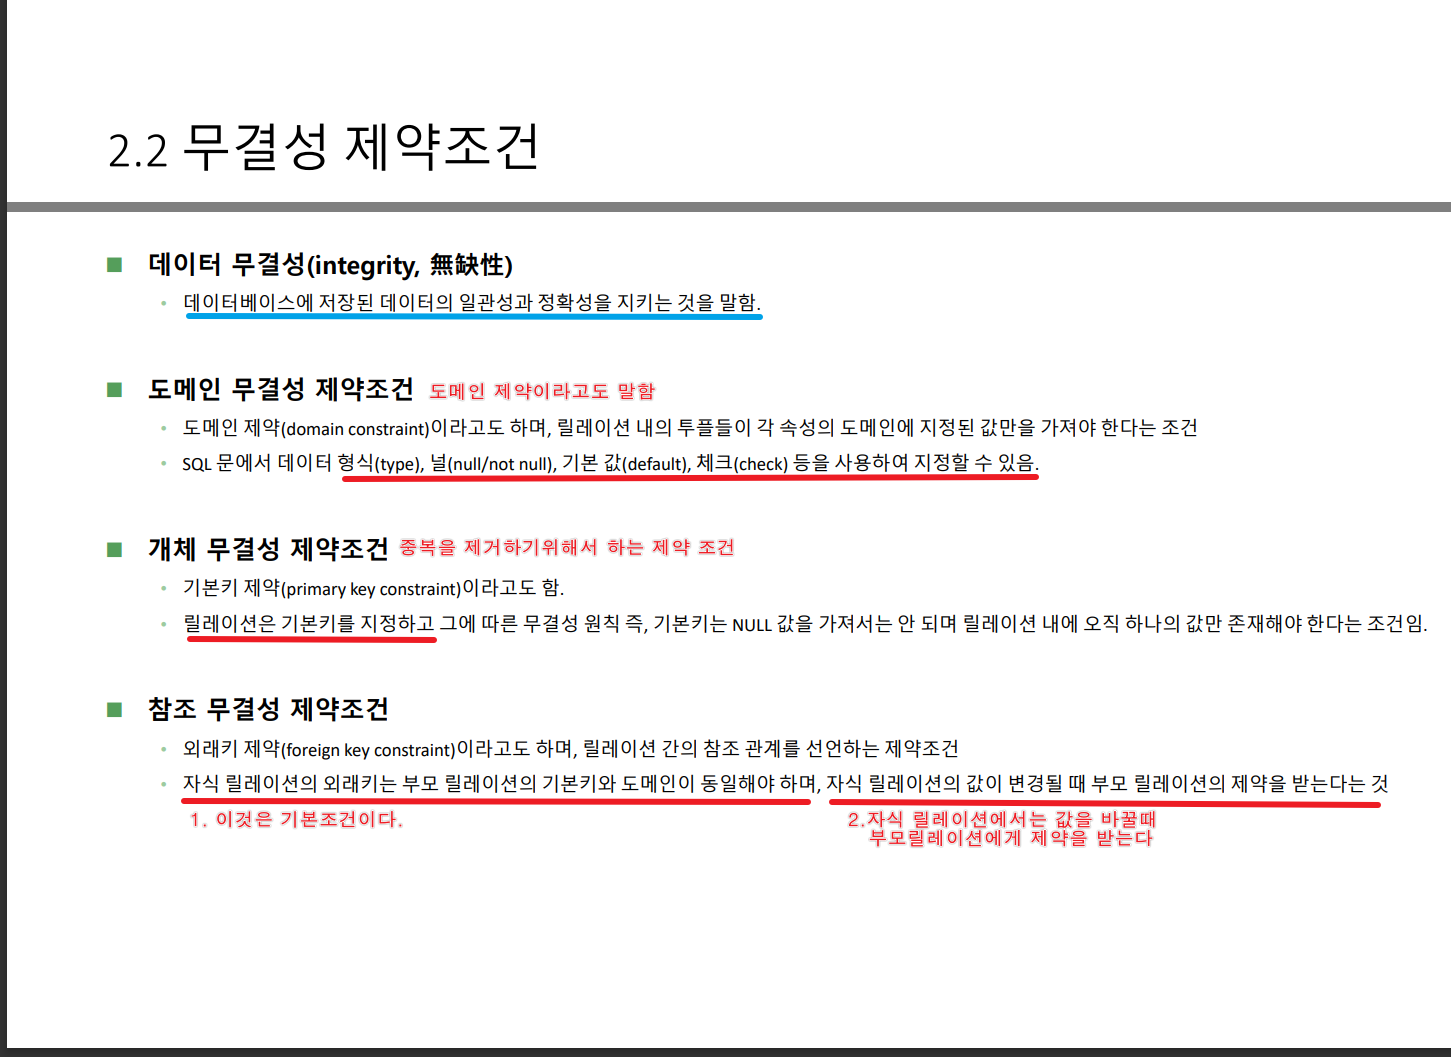 2.2 무결성 제약조건
데이터 무결성(integrity, 無缺性)
데이터베이스에 저장된 데이터의 일관성과 정확성을 지키는 것을 말함.
도메인 무결성 제약조건 도메인 제약이라고도 말함
도메인 제약(domain constraint)이라고도 하며, 릴레이션 내의 투플들이 각 속성의 도메인에 지정된 값만을 가져야 한다는 조건
SQL 문에서 데이터 형식(type), 널(null/not null), 기본 값(default), 체크(check) 등을 사용하여 지정할 수 있음.
개체 무결성 제약조건 중복을 제거하기위해서 하는 제약 조건
기본키 제약(primary key constraint)이라고도 함.
릴레이션은 기본키를 지정하고 그에 따른 무결성 원칙 즉, 기본키는 NULL 값을 가져서는 안 되며 릴레이션 내에 오직 하나의 값만 존재해야 한다는 조건임.
참조 무결성 제약조건
외래키 제약(foreign key constraint)이라고도 하며, 릴레이션 간의 참조 관계를 선언하는 제약조건
자식 릴레이션의 외래키는 부모 릴레이션의 기본키와 도메인이 동일해야 하며, 자식 릴레이션의 값이 변경될 때 부모 릴레이션의 제약을 받는다는 것
1. 이것은 기본조건이다.
2.자식 릴레이션에서는 값을 바꿀때
부모릴레이션에게 제약을 받는다